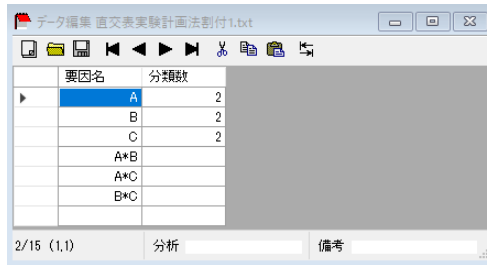 データ編集 直交表実験計画法割付1.txt
要因名 分類数
A 2
B 2
C 2
A*B
A*C
B*C
2/15 (1,1) 分析 備考